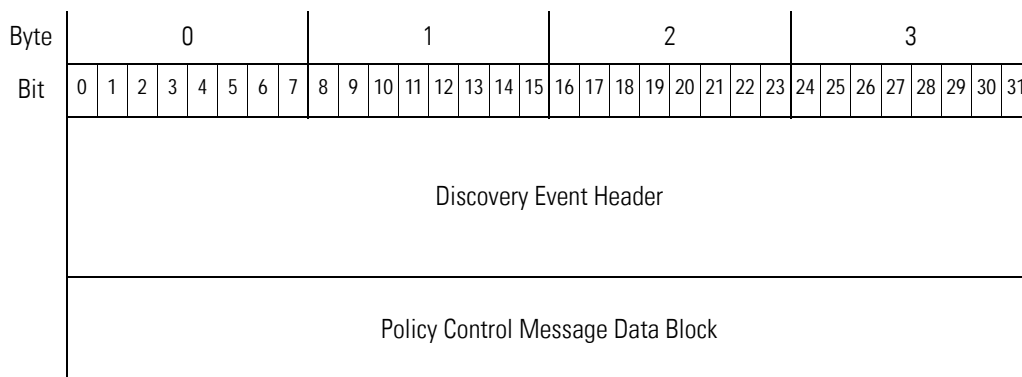 Byte 0 1 2 3
Bit 0 1 2 3 4 5 6 7 8 9 10 11 12 13 14 15 16 17 18 19 20 21 22 23 24 25 26 27 28 29 30 31
Discovery Event Header
Policy Control Message Data Block